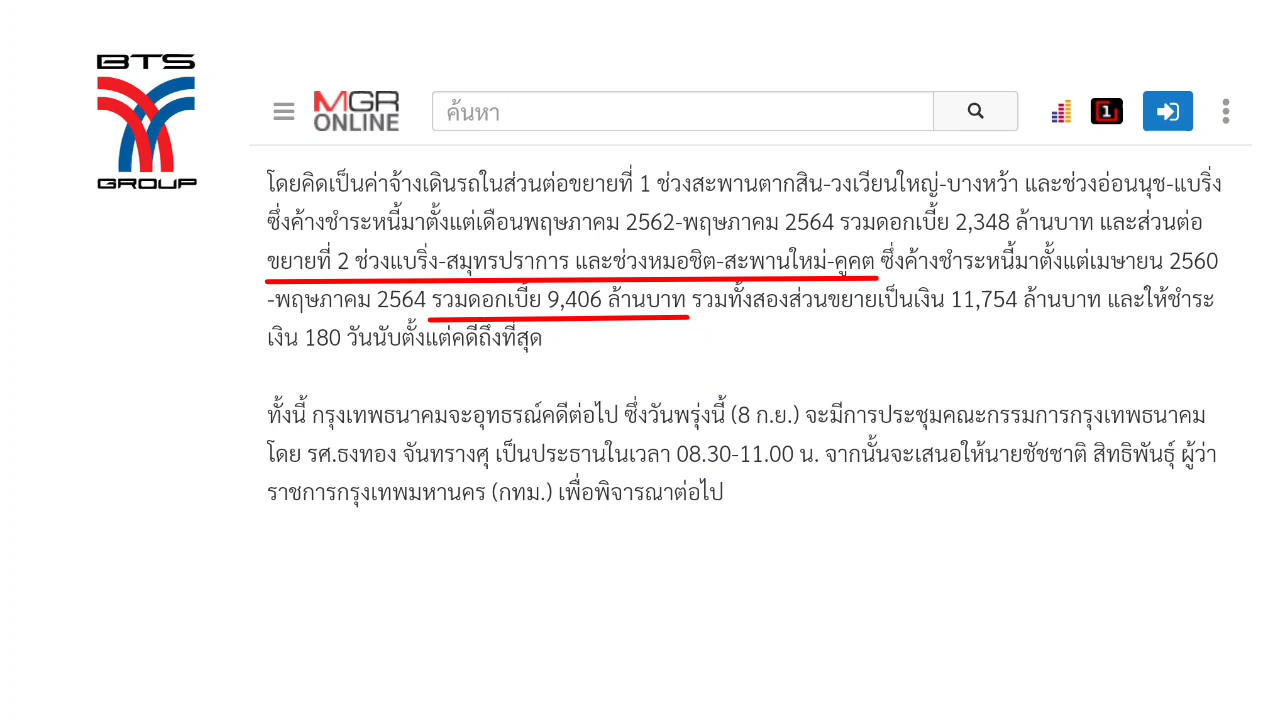 BTS
GROUP
MGR
ONLINE
ค้นหา
1
โดยคิดเป็นค่าจ้างเดินรถในส่วนต่อขยายที่ 1 ช่วงสะพานตากสิน-วงเวียนใหญ่-บางหว้า และช่วงอ่อนนุช-แบริ่ง
ซึ่งค้างชำระหนี้มาตั้งแต่เดือนพฤษภาคม 2562-พฤษภาคม 2564 รวมดอกเบี้ย 2,348 ล้านบาท และส่วนต่อ
ขยายที่ 2 ช่วงแบริ่ง-สมุทรปราการ และช่วงหมอชิต-สะพานใหม่-คูคต ซึ่งค้างชำระหนี้มาตั้งแต่เมษายน 2560
-พฤษภาคม 2564 รวมดอกเบี้ย 9,406 ล้านบาท รวมทั้งสองส่วนขยายเป็นเงิน 11,754 ล้านบาท และให้ชำระ
เงิน 180 วันนับตั้งแต่คดีถึงที่สุด
ทั้งนี้ กรุงเทพธนาคมจะอุทธรณ์คดีต่อไป ซึ่งวันพรุ่งนี้ (8 ก.ย.) จะมีการประชุมคณะกรรมการกรุงเทพธนาคม
โดย รศ.ธงทอง จันทรางศุ เป็นประธานในเวลา 08.30-11.00 น. จากนั้นจะเสนอให้นายชัชชาติ สิทธิพันธุ์ ผู้ว่า
ราชการกรุงเทพมหานคร (กทม.) เพื่อพิจารณาต่อไป